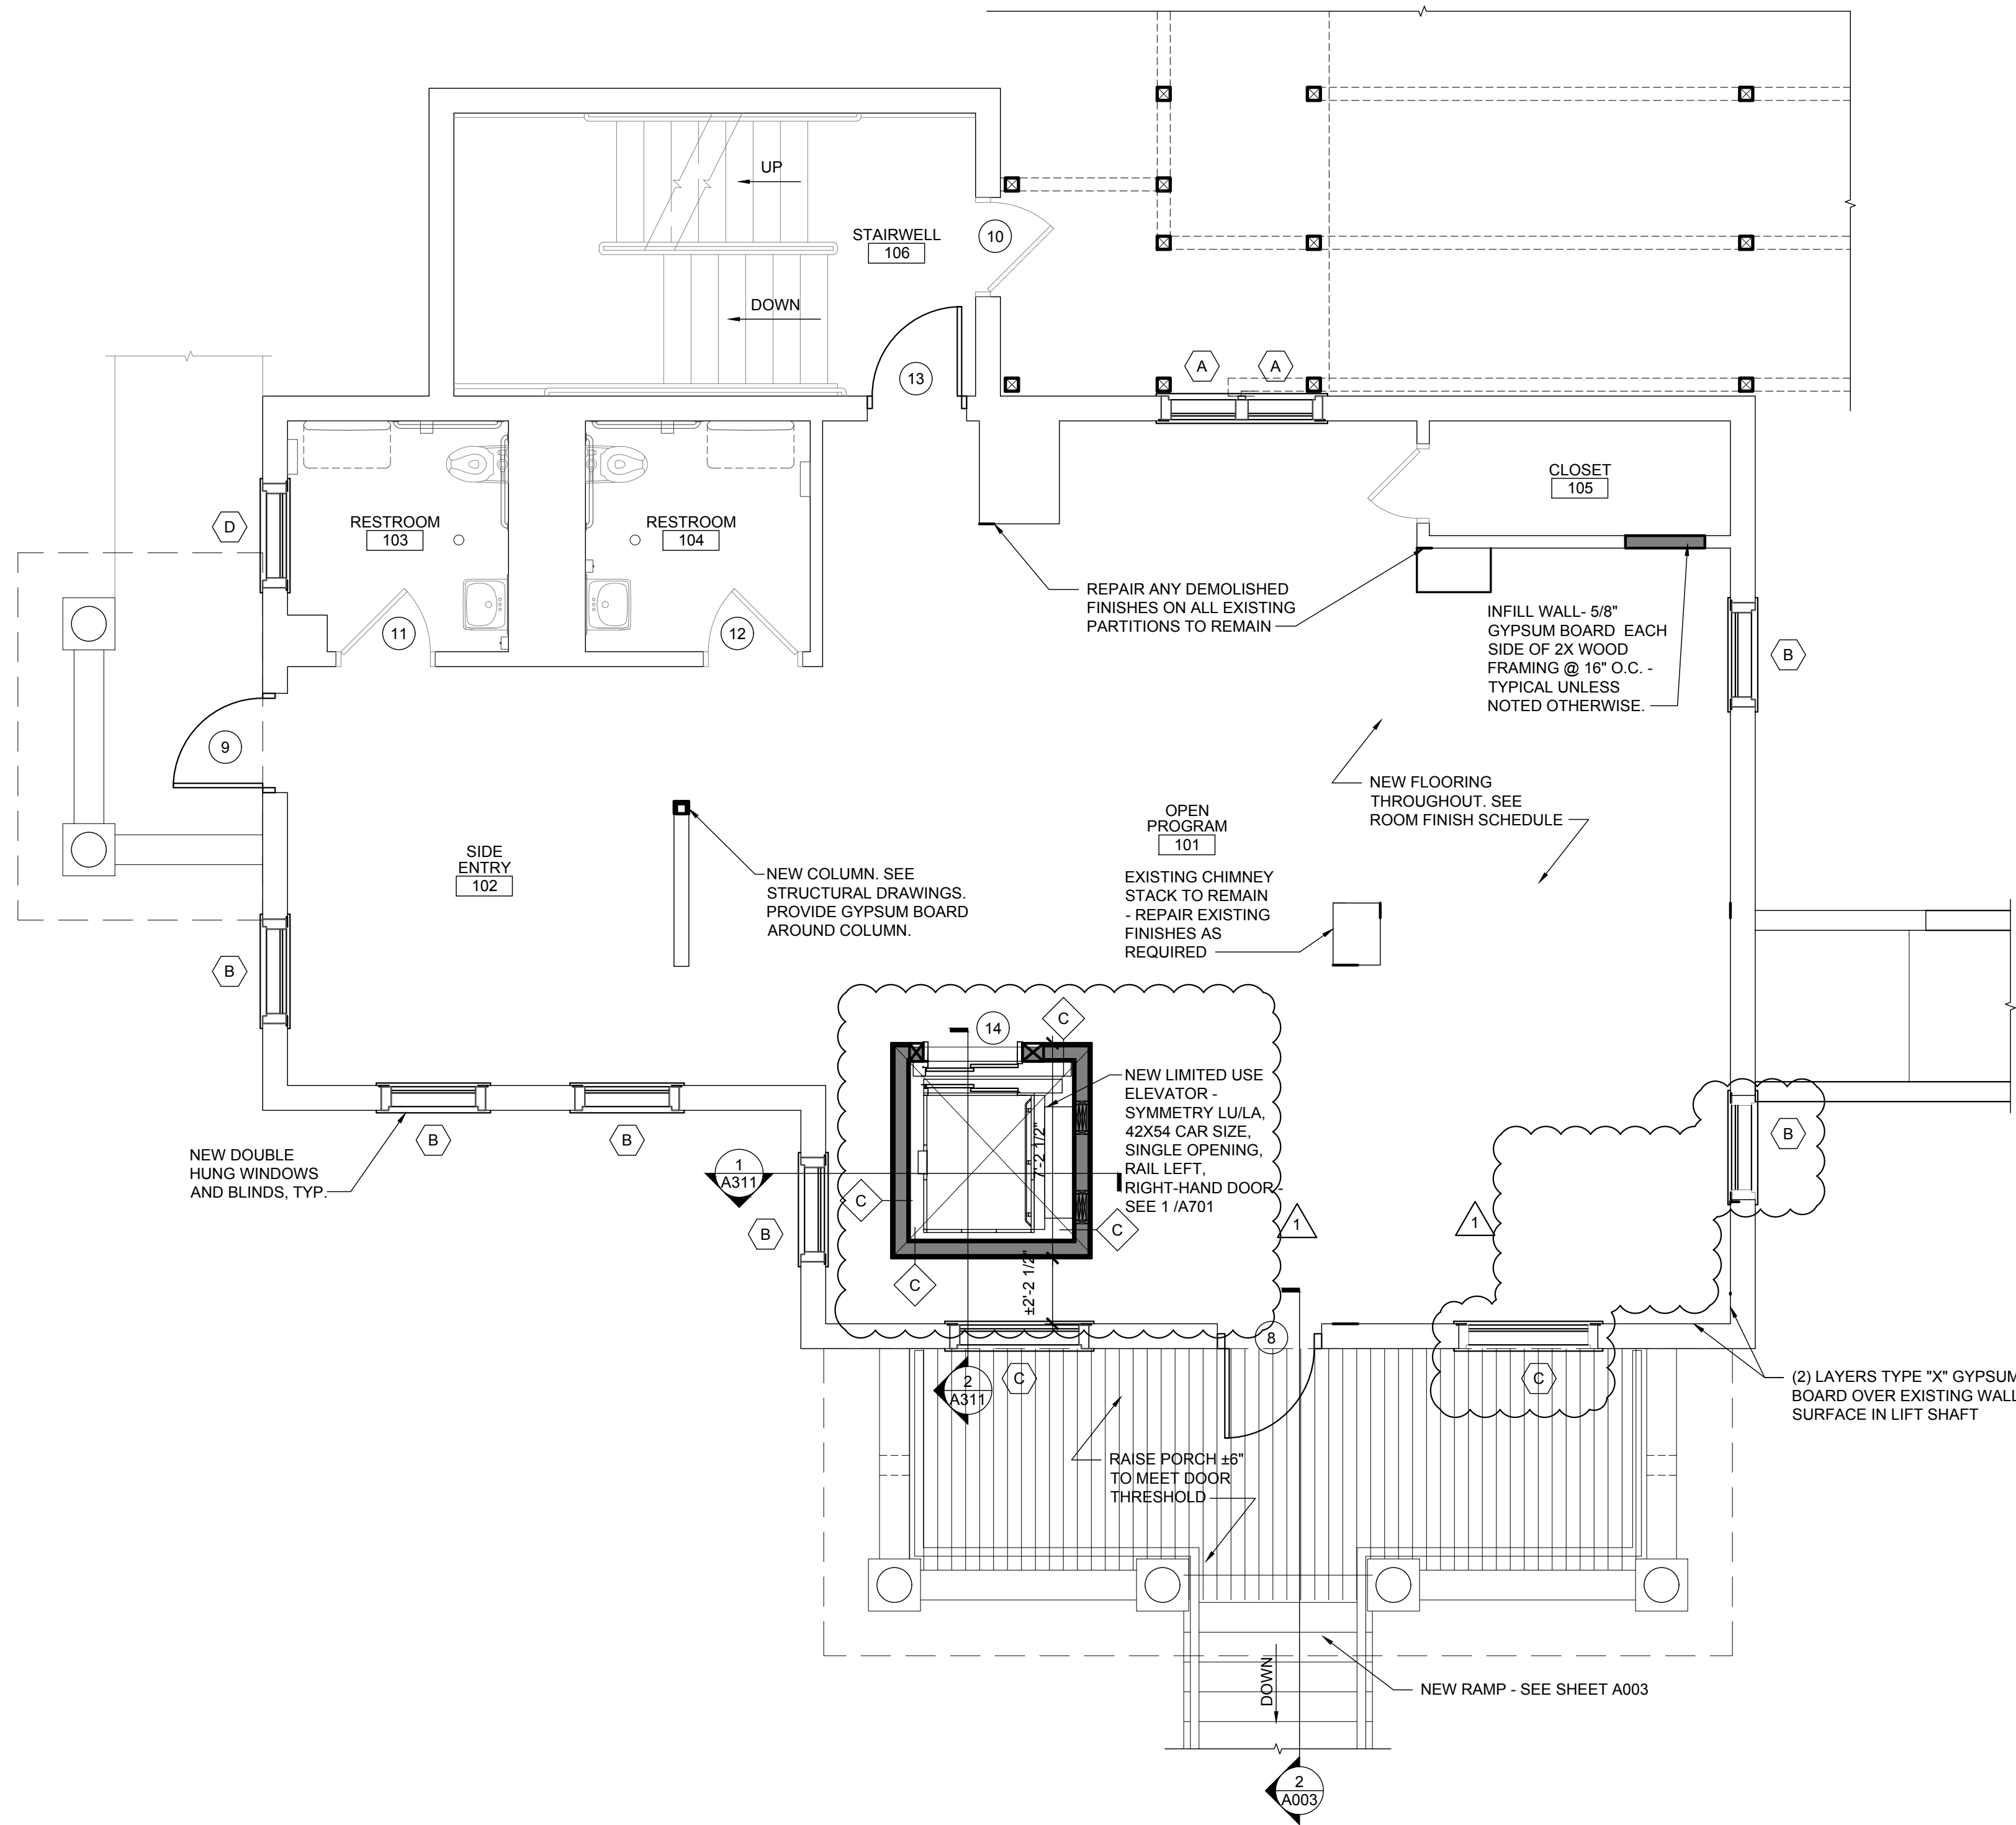 UP
STAIRWELL
106
10
DOWN
13
A
A
CLOSET
105
D
RESTROOM
103
RESTROOM
104
REPAIR ANY DEMOLISHED
FINISHES ON ALL EXISTING
PARTITIONS TO REMAIN
INFILL WALL- 5/8"
GYPSUM BOARD EACH
SIDE OF 2X WOOD
FRAMING @ 16" O.C. -
TYPICAL UNLESS
NOTED OTHERWISE.
11
12
B
9
NEW FLOORING
THROUGHOUT. SEE
ROOM FINISH SCHEDULE
OPEN
PROGRAM
101
SIDE
ENTRY
102
NEW COLUMN. SEE
STRUCTURAL DRAWINGS.
PROVIDE GYPSUM BOARD
AROUND COLUMN.
EXISTING CHIMNEY
STACK TO REMAIN
- REPAIR EXISTING
FINISHES AS
REQUIRED
B
14
C
NEW LIMITED USE
ELEVATOR -
SYMMETRY LU/LA,
42X54 CAR SIZE,
SINGLE OPENING,
RAIL LEFT,
RIGHT-HAND DOOR -
SEE 1 /A701
7'-2 1/2"
B
B
B
NEW DOUBLE
HUNG WINDOWS
AND BLINDS, TYP.
1
A311
C
C
B
1
1
C
±2'-2 1/2"
8
2
A311
C
C
(2) LAYERS TYPE "X" GYPSUM
BOARD OVER EXISTING WALL
SURFACE IN LIFT SHAFT
RAISE PORCH ±6"
TO MEET DOOR
THRESHOLD
DOWN
NEW RAMP - SEE SHEET A003
2
A003